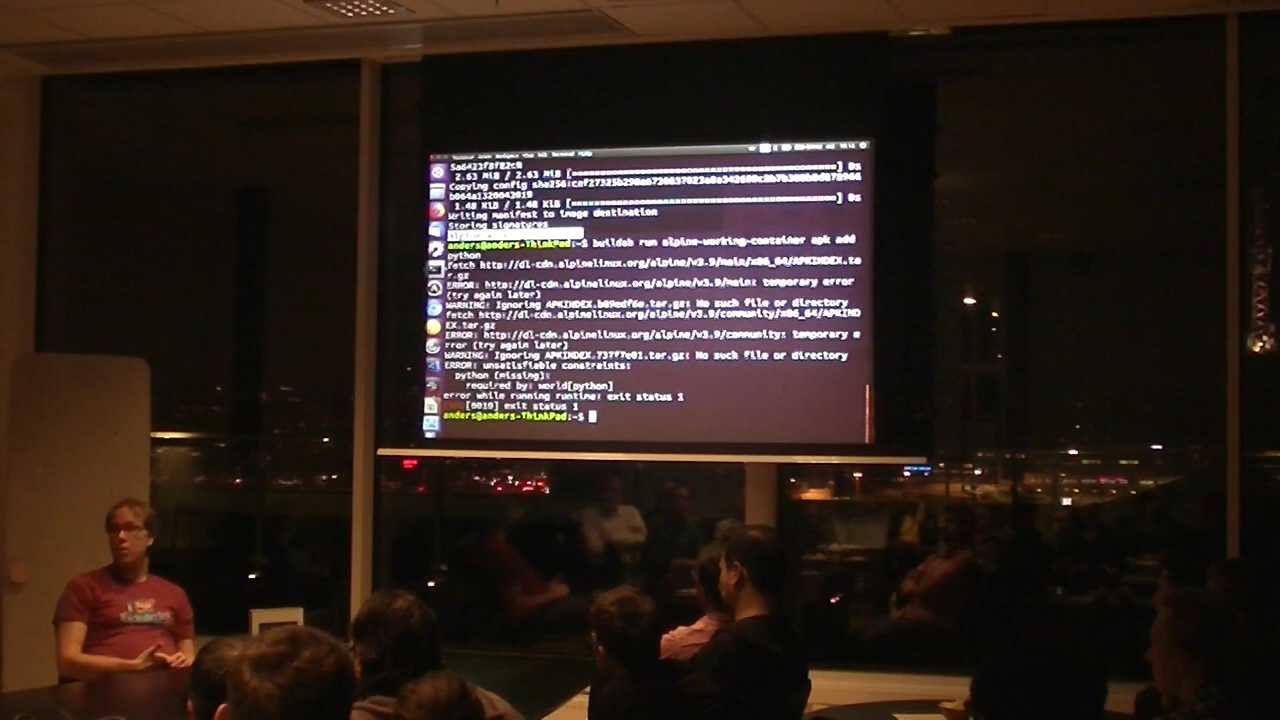 5a6421f8f82c8
2.63 MiB / 2.63 MiB [====================================] 0s
Copying config
b064a1320043019
1.48 KiB / 1.48 KiB [====================================] 0s
Writing manifest to image destination
Storing signatures
anders@anders-ThinkPad:~$ buildah run alpine-working-container apk add
python
fetch http://dl-cdn.alpinelinux.org/alpine/v3.9/main/x86_64/APKINDEX.ta
r.gz
ERROR: http://dl-cdn.alpinelinux.org/alpine/v3.9/main: temporary error
(try again later)
WARNING: Ignoring APKINDEX.b89edf6e.tar.gz: No such file or directory
fetch http://dl-cdn.alpinelinux.org/alpine/v3.9/community/x86_64/APKIND
EX.tar.gz
ERROR: http://dl-cdn.alpinelinux.org/alpine/v3.9/community: temporary e
rror (try again later)
WARNING: Ignoring APKINDEX.737f7e01.tar.gz: No such file or directory
ERROR: unsatisfiable constraints:
python (missing):
required by: world[python]
error while running runtime: exit status 1
exit status 1
anders@anders-ThinkPad:~$